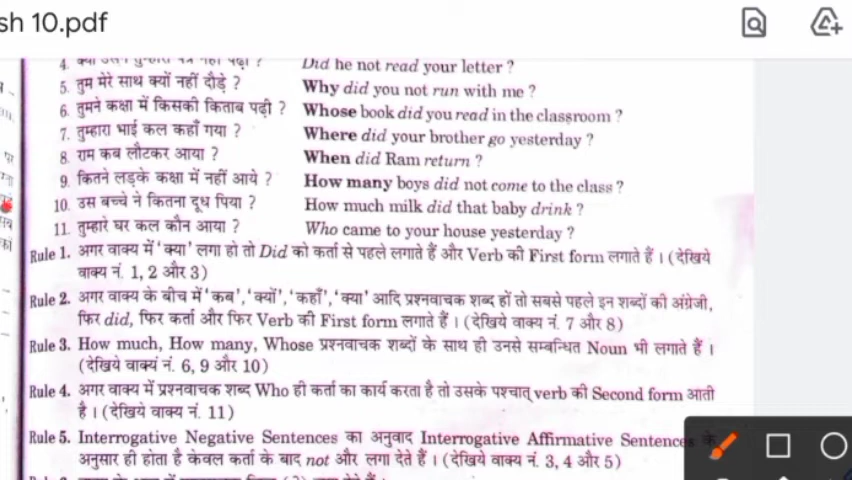 sh 10.pdf
4. क्या उसने तुम्हारा पत्र नहीं पढ़ा ? Did he not read your letter ?
5. तुम मेरे साथ क्यों नहीं दौड़े ? Why did you not run with me ?
6. तुमने कक्षा में किसकी किताब पढ़ी ? Whose book did you read in the classroom ?
7. तुम्हारा भाई कल कहाँ गया ? Where did your brother go yesterday ?
8. राम कब लौटकर आया ? When did Ram return ?
9. कितने लड़के कक्षा में नहीं आये ? How many boys did not come to the class ?
10. उस बच्चे ने कितना दूध पिया ? How much milk did that baby drink ?
11. तुम्हारे घर कल कौन आया ? Who came to your house yesterday ?
Rule 1. अगर वाक्य में 'क्या' लगा हो तो Did को कर्ता से पहले लगाते हैं और Verb की First form लगाते हैं । (देखिये
वाक्य नं. 1, 2 और 3)
Rule 2. अगर वाक्य के बीच में 'कब', 'क्यों', 'कहाँ', 'क्या' आदि प्रश्नवाचक शब्द हों तो सबसे पहले इन शब्दों की अंग्रेजी,
फिर did, फिर कर्ता और फिर Verb की First form लगाते हैं । (देखिये वाक्य नं. 7 और 8)
Rule 3. How much, How many, Whose प्रश्नवाचक शब्दों के साथ ही उनसे सम्बन्धित Noun भी लगाते हैं ।
(देखिये वाक्य नं. 6, 9 और 10)
Rule 4. अगर वाक्य में प्रश्नवाचक शब्द Who ही कर्ता का कार्य करता है तो उसके पश्चात् verb की Second form आती
है । (देखिये वाक्य नं. 11)
Rule 5. Interrogative Negative Sentences का अनुवाद Interrogative Affirmative Sentences के
अनुसार ही होता है केवल कर्ता के बाद not और लगा देते हैं । (देखिये वाक्य नं. 3, 4 और 5)